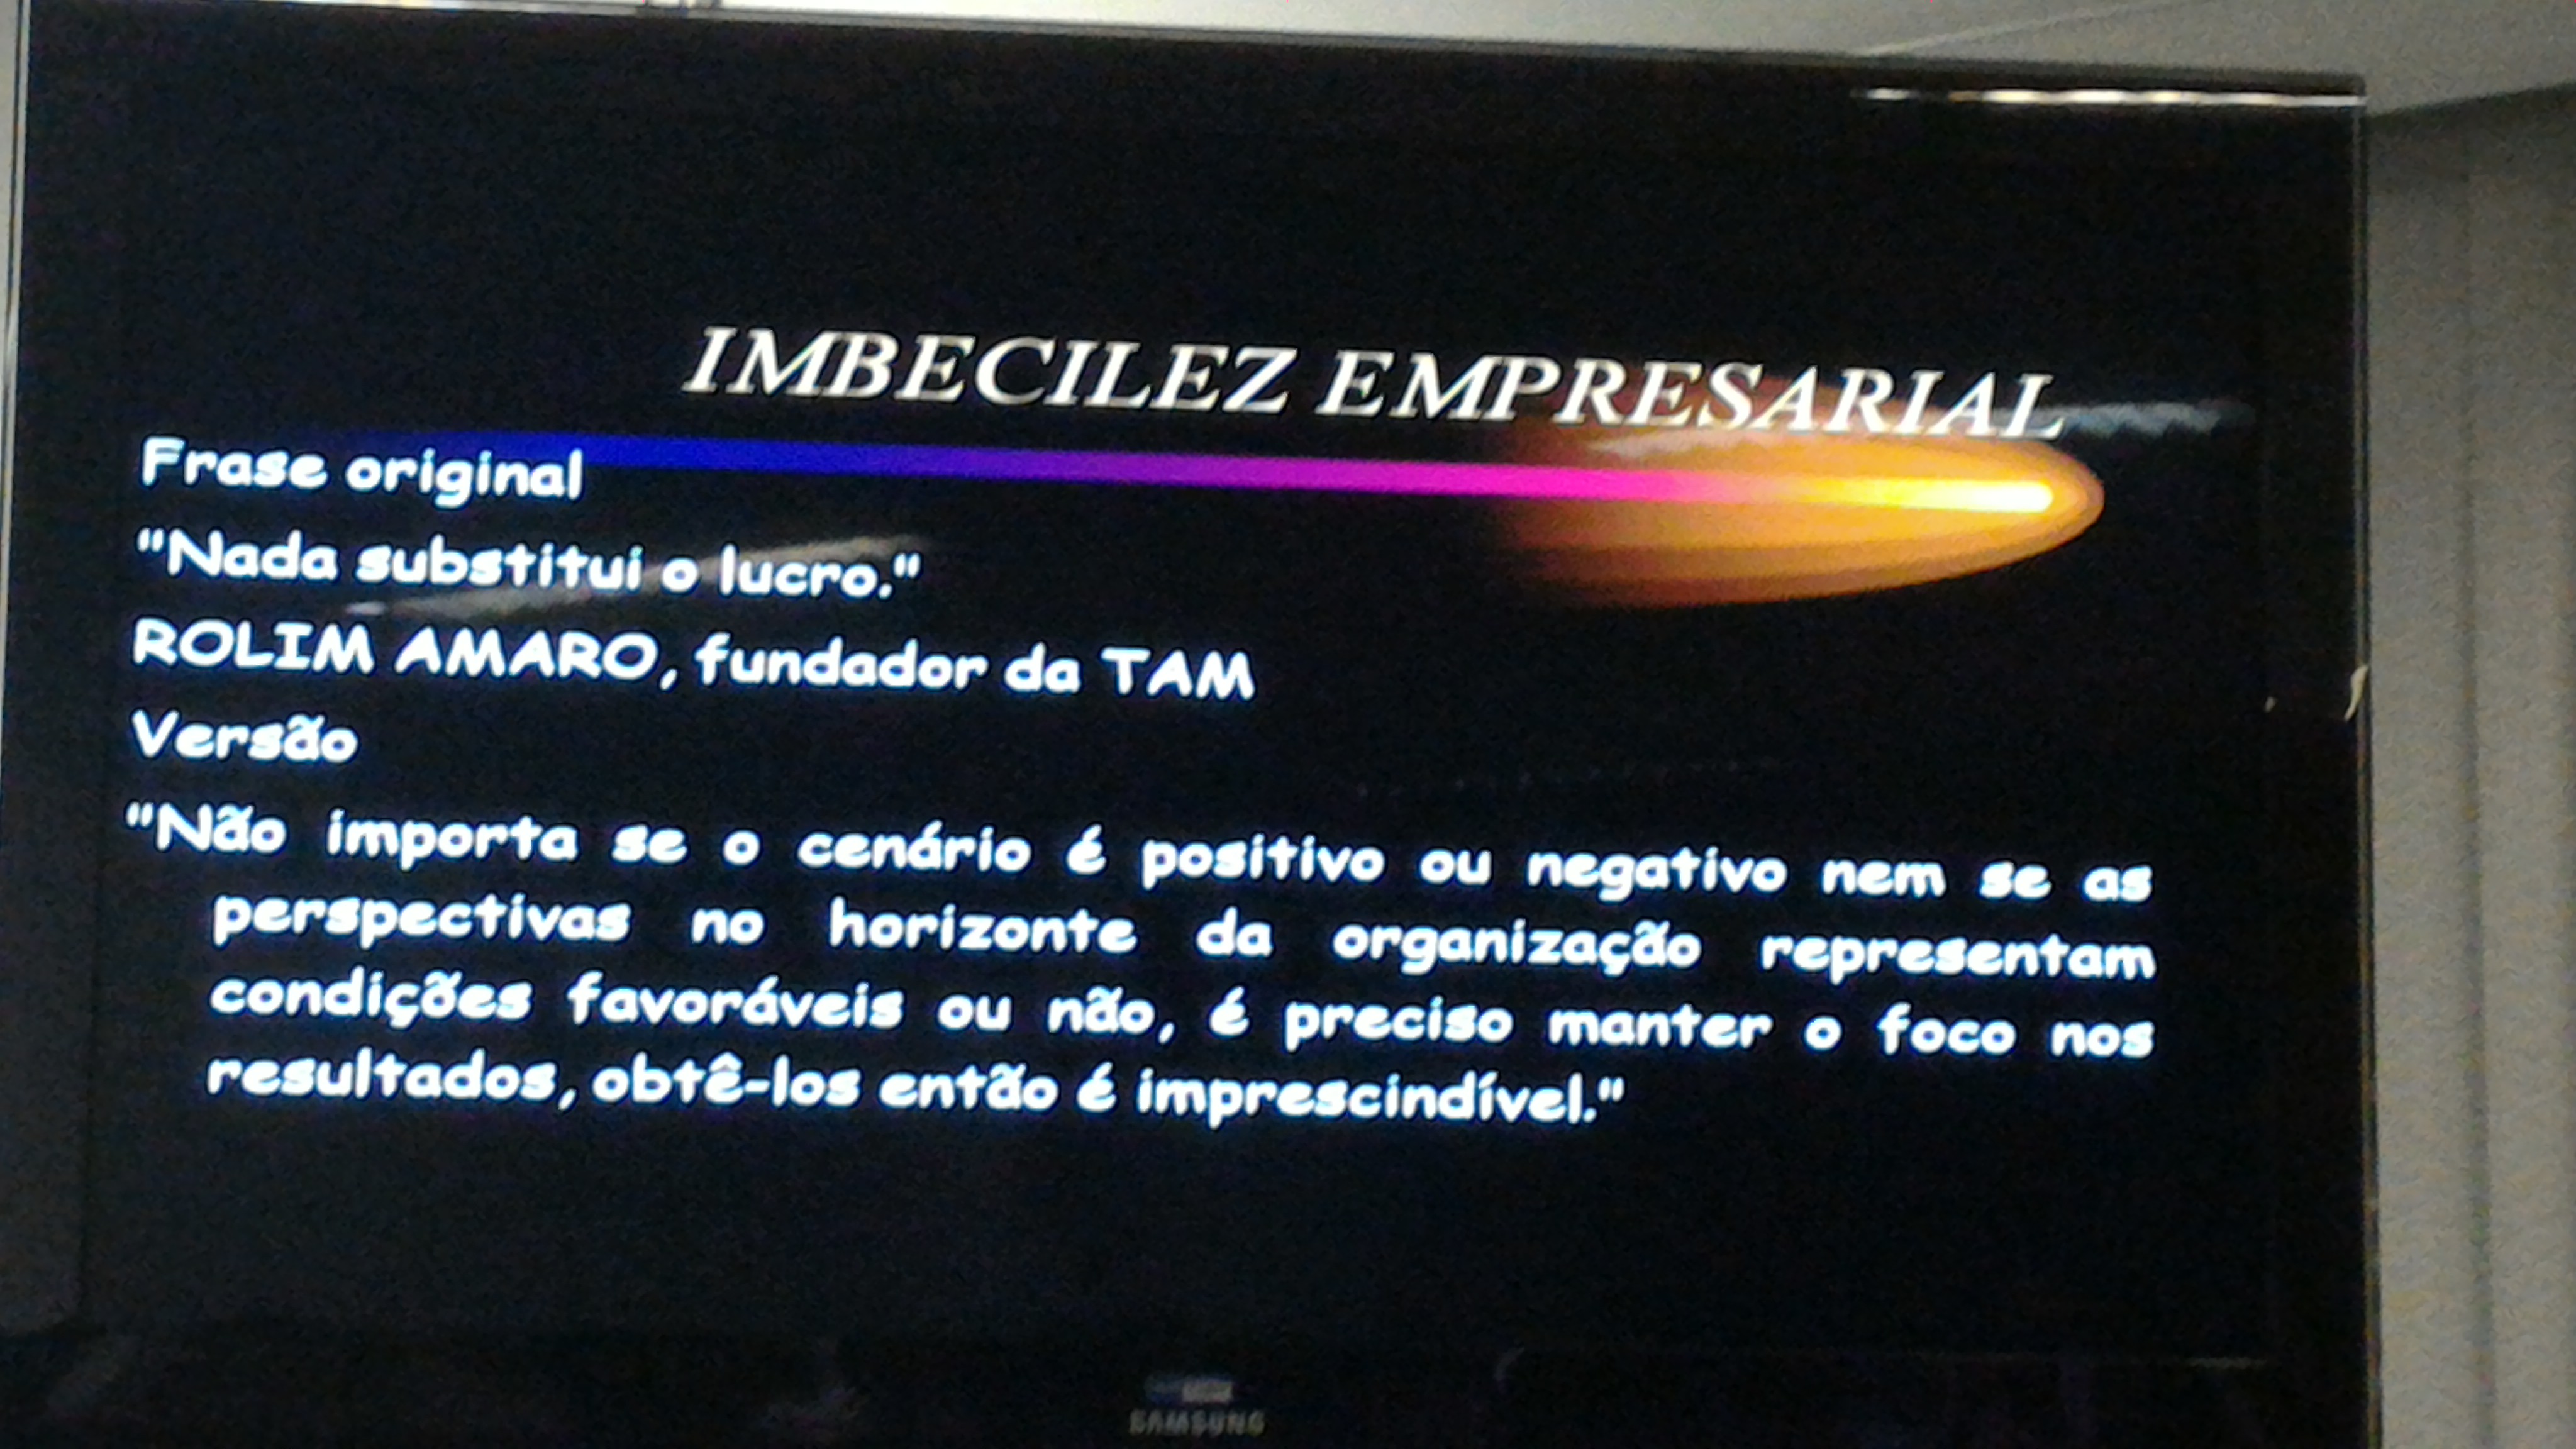 IMBECILEZ EMPRESARIAL
Frase original
"Nada substitui o lucro."
ROLIM AMARO, fundador da TAM
Versão
"Não importa se o cenário é positivo ou negativo nem se as
perspectivas no horizonte da organização representam
condições favoráveis ou não, é preciso manter o foco nos
resultados, obtê-los então é imprescindível."
SAMSUNG